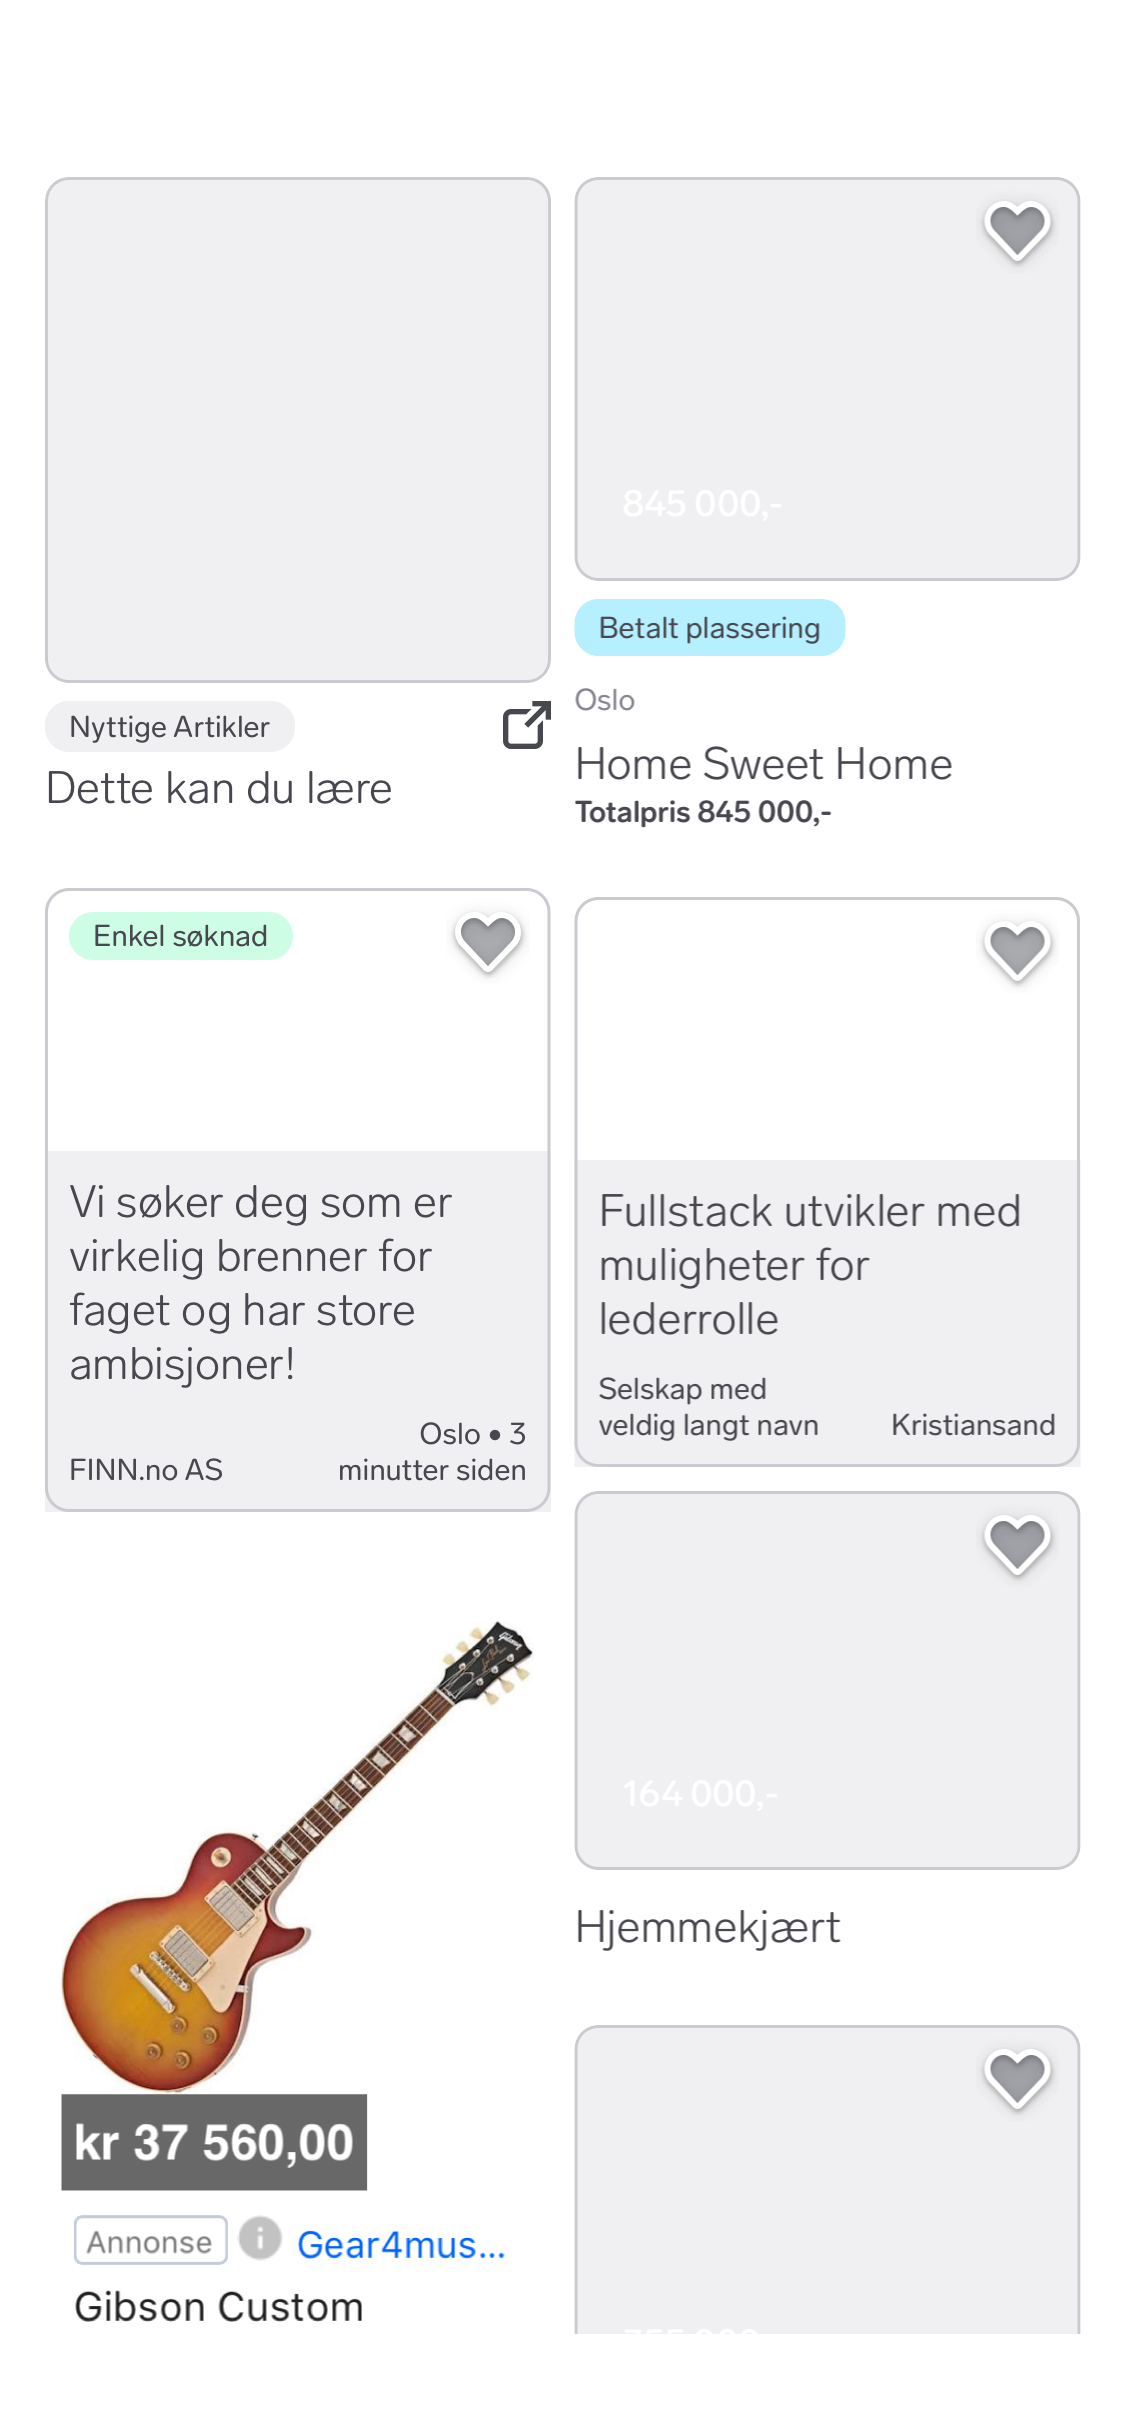 Nyttige Artikler
Dette kan du lære
845 000,-
Betalt plassering
Oslo
Home Sweet Home
Totalpris 845 000,-
Enkel søknad
Vi søker deg som er
virkelig brenner for
faget og har store
ambisjoner!
Oslo • 3
FINN.no AS minutter siden
Fullstack utvikler med
muligheter for
lederrolle
Selskap med
veldig langt navn Kristiansand
Gibson
kr 37 560,00
Annonse Gear4mus...
Gibson Custom
164 000,-
Hjemmekjært